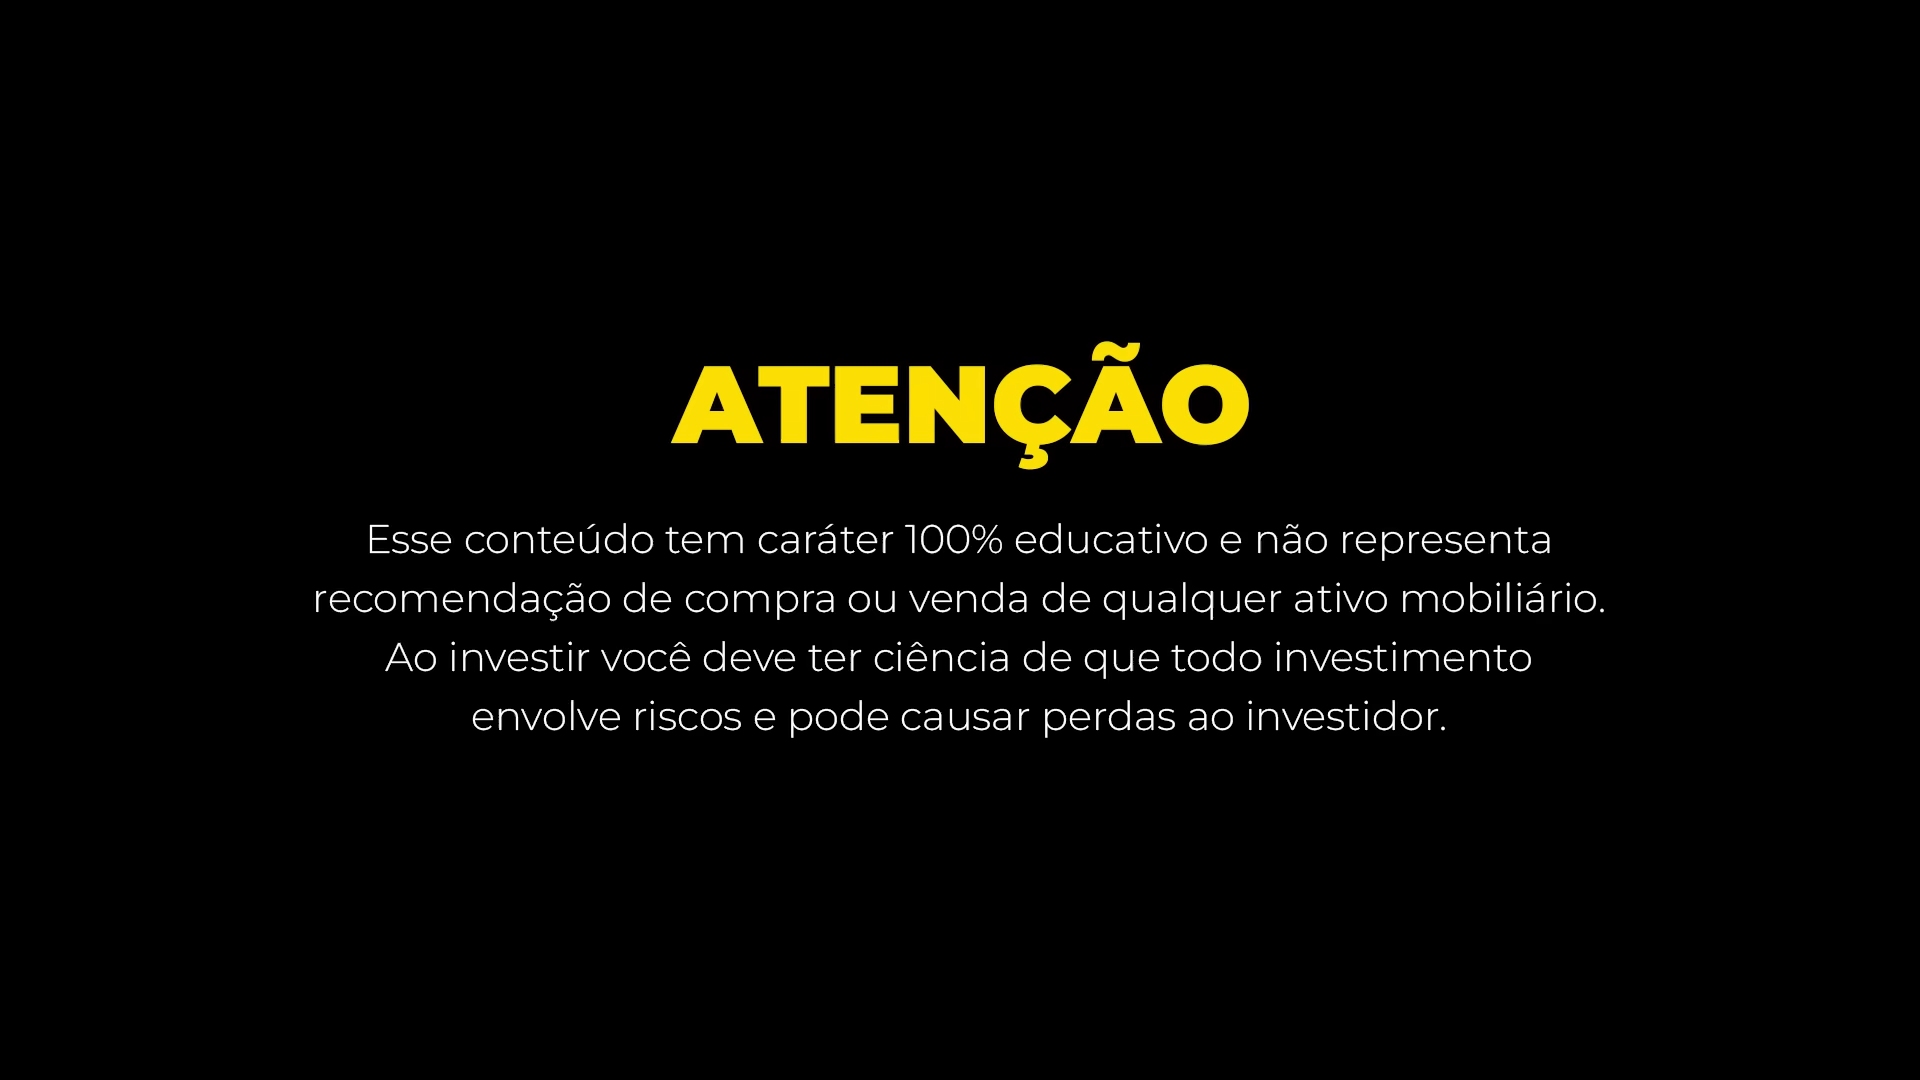 ATENÇÃO
Esse conteúdo tem caráter 100% educativo e não representa
recomendação de compra ou venda de qualquer ativo mobiliário.
Ao investir você deve ter ciência de que todo investimento
envolve riscos e pode causar perdas ao investidor.